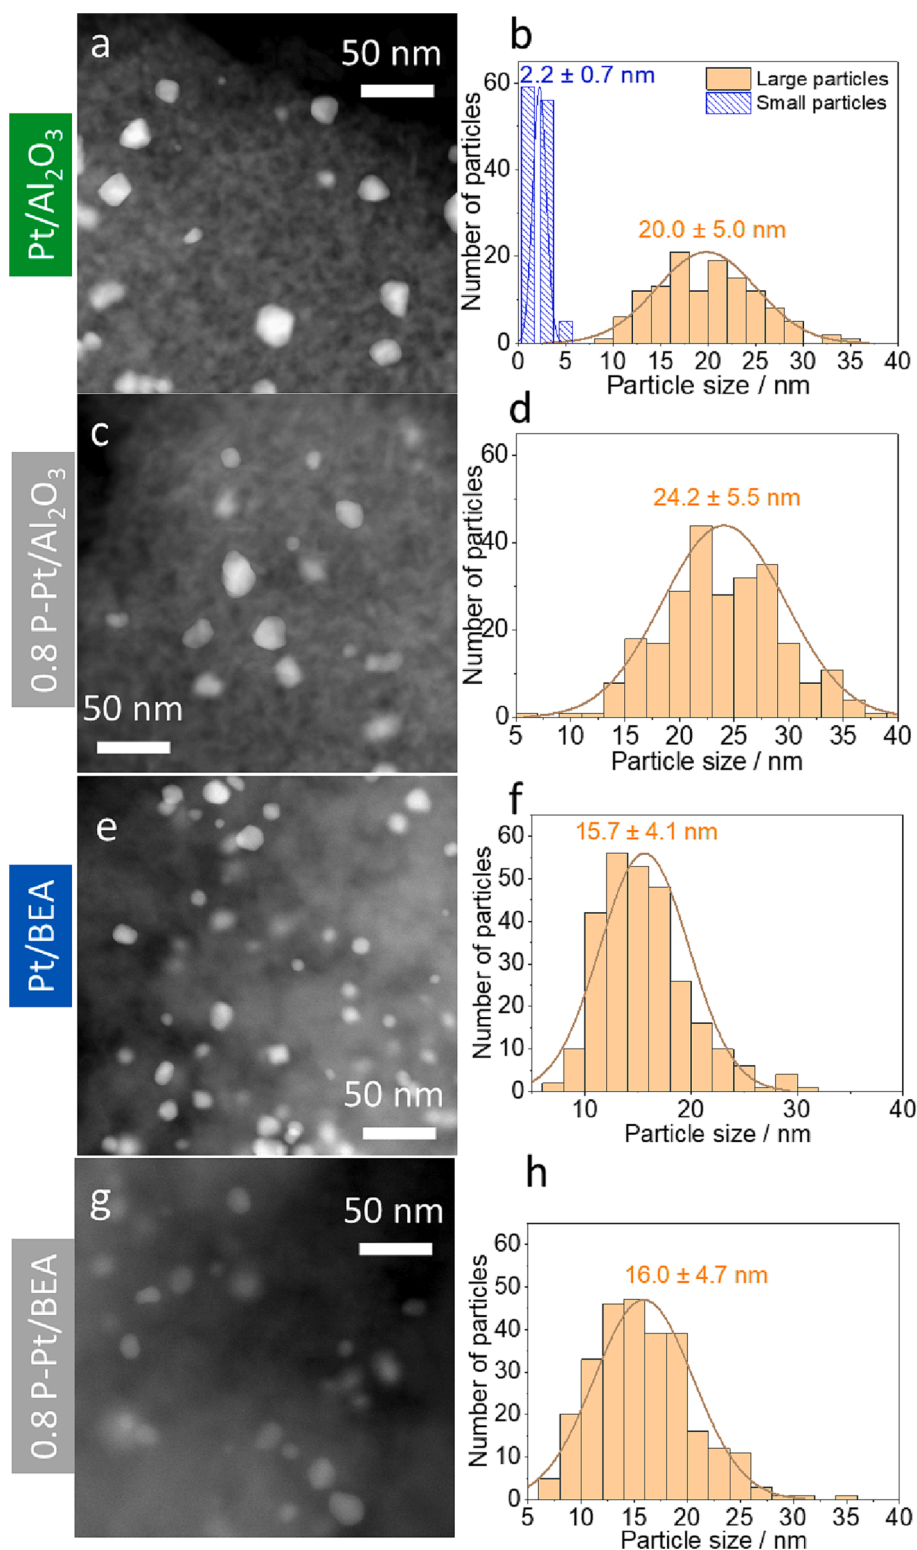 a
50 nm
Pt/Al2O3
b
2.2 ± 0.7 nm
Large particles
Small particles
20.0 ± 5.0 nm
Number of particles
60
40
20
0
0 5 10 15 20 25 30 35 40
Particle size / nm
c
50 nm
0.8 P-Pt/Al2O3
d
24.2 ± 5.5 nm
Number of particles
60
40
20
0
5 10 15 20 25 30 35 40
Particle size / nm
e
50 nm
Pt/BEA
f
15.7 ± 4.1 nm
Number of particles
60
50
40
30
20
10
0
10 20 30 40
Particle size / nm
g
50 nm
0.8 P-Pt/BEA
h
16.0 ± 4.7 nm
Number of particles
60
50
40
30
20
10
0
5 10 15 20 25 30 35 40
Particle size / nm